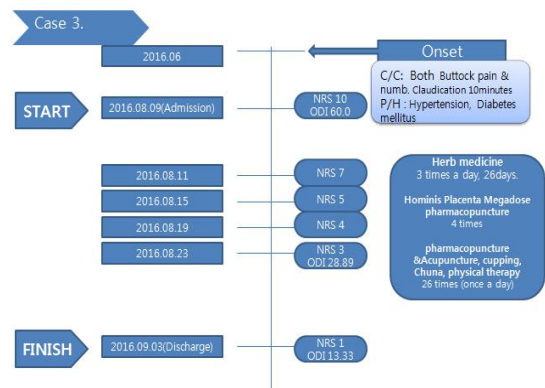 Case 3.
2016.06
Onset
C/C: Both Buttock pain &
numb. Claudication 10minutes
P/H : Hypertension, Diabetes
mellitus
START
2016.08.09(Admission)
NRS 10
ODI 60.0
2016.08.11
NRS 7
2016.08.15
NRS 5
2016.08.19
NRS 4
2016.08.23
NRS 3
ODI 28.89
Herb medicine
3 times a day, 26days.
Hominis Placenta Megadose
pharmacopuncture
4 times
pharmacopuncture
&Acupuncture, cupping,
Chuna, physical therapy
26 times (once a day)
FINISH
2016.09.03(Discharge)
NRS 1
ODI 13.33